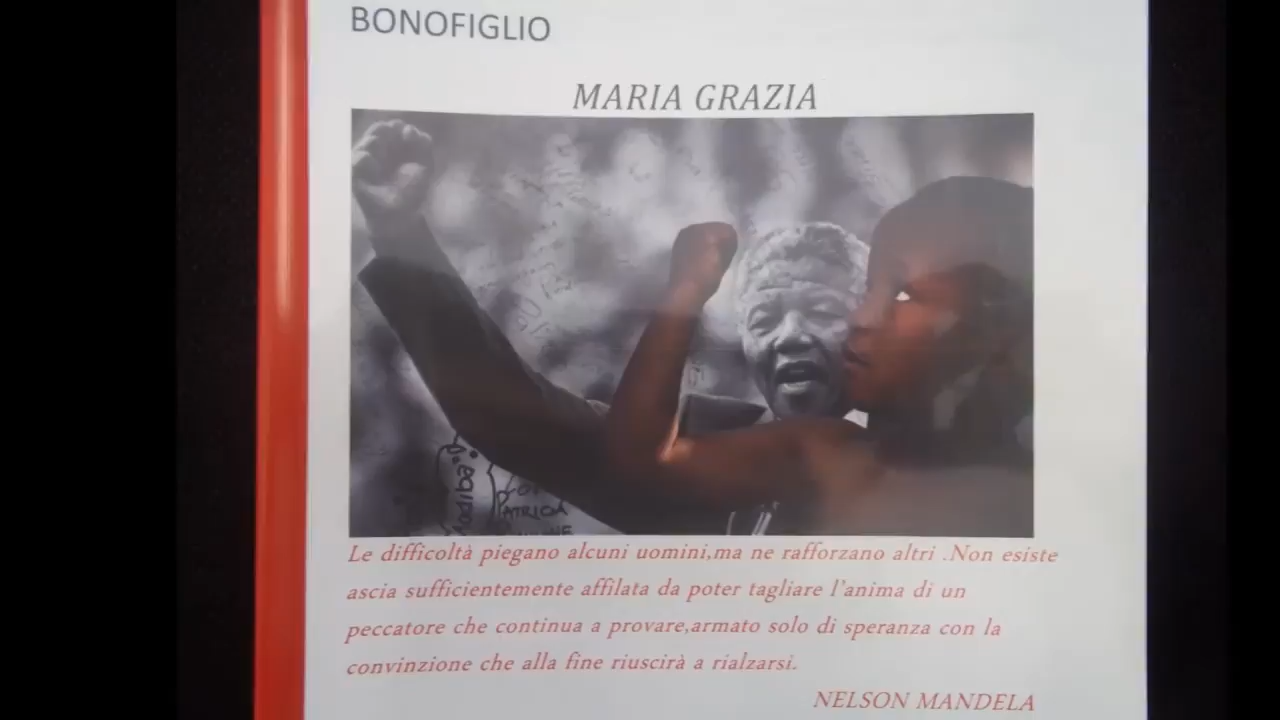 BONOFIGLIO
MARIA GRAZIA
Madiba
PATRICIA
Le difficoltà piegano alcuni uomini,ma ne rafforzano altri .Non esiste
ascia sufficientemente affilata da poter tagliare l'anima di un
peccatore che continua a provare,armato solo di speranza con la
convinzione che alla fine riuscirà a rialzarsi.
NELSON MANDELA